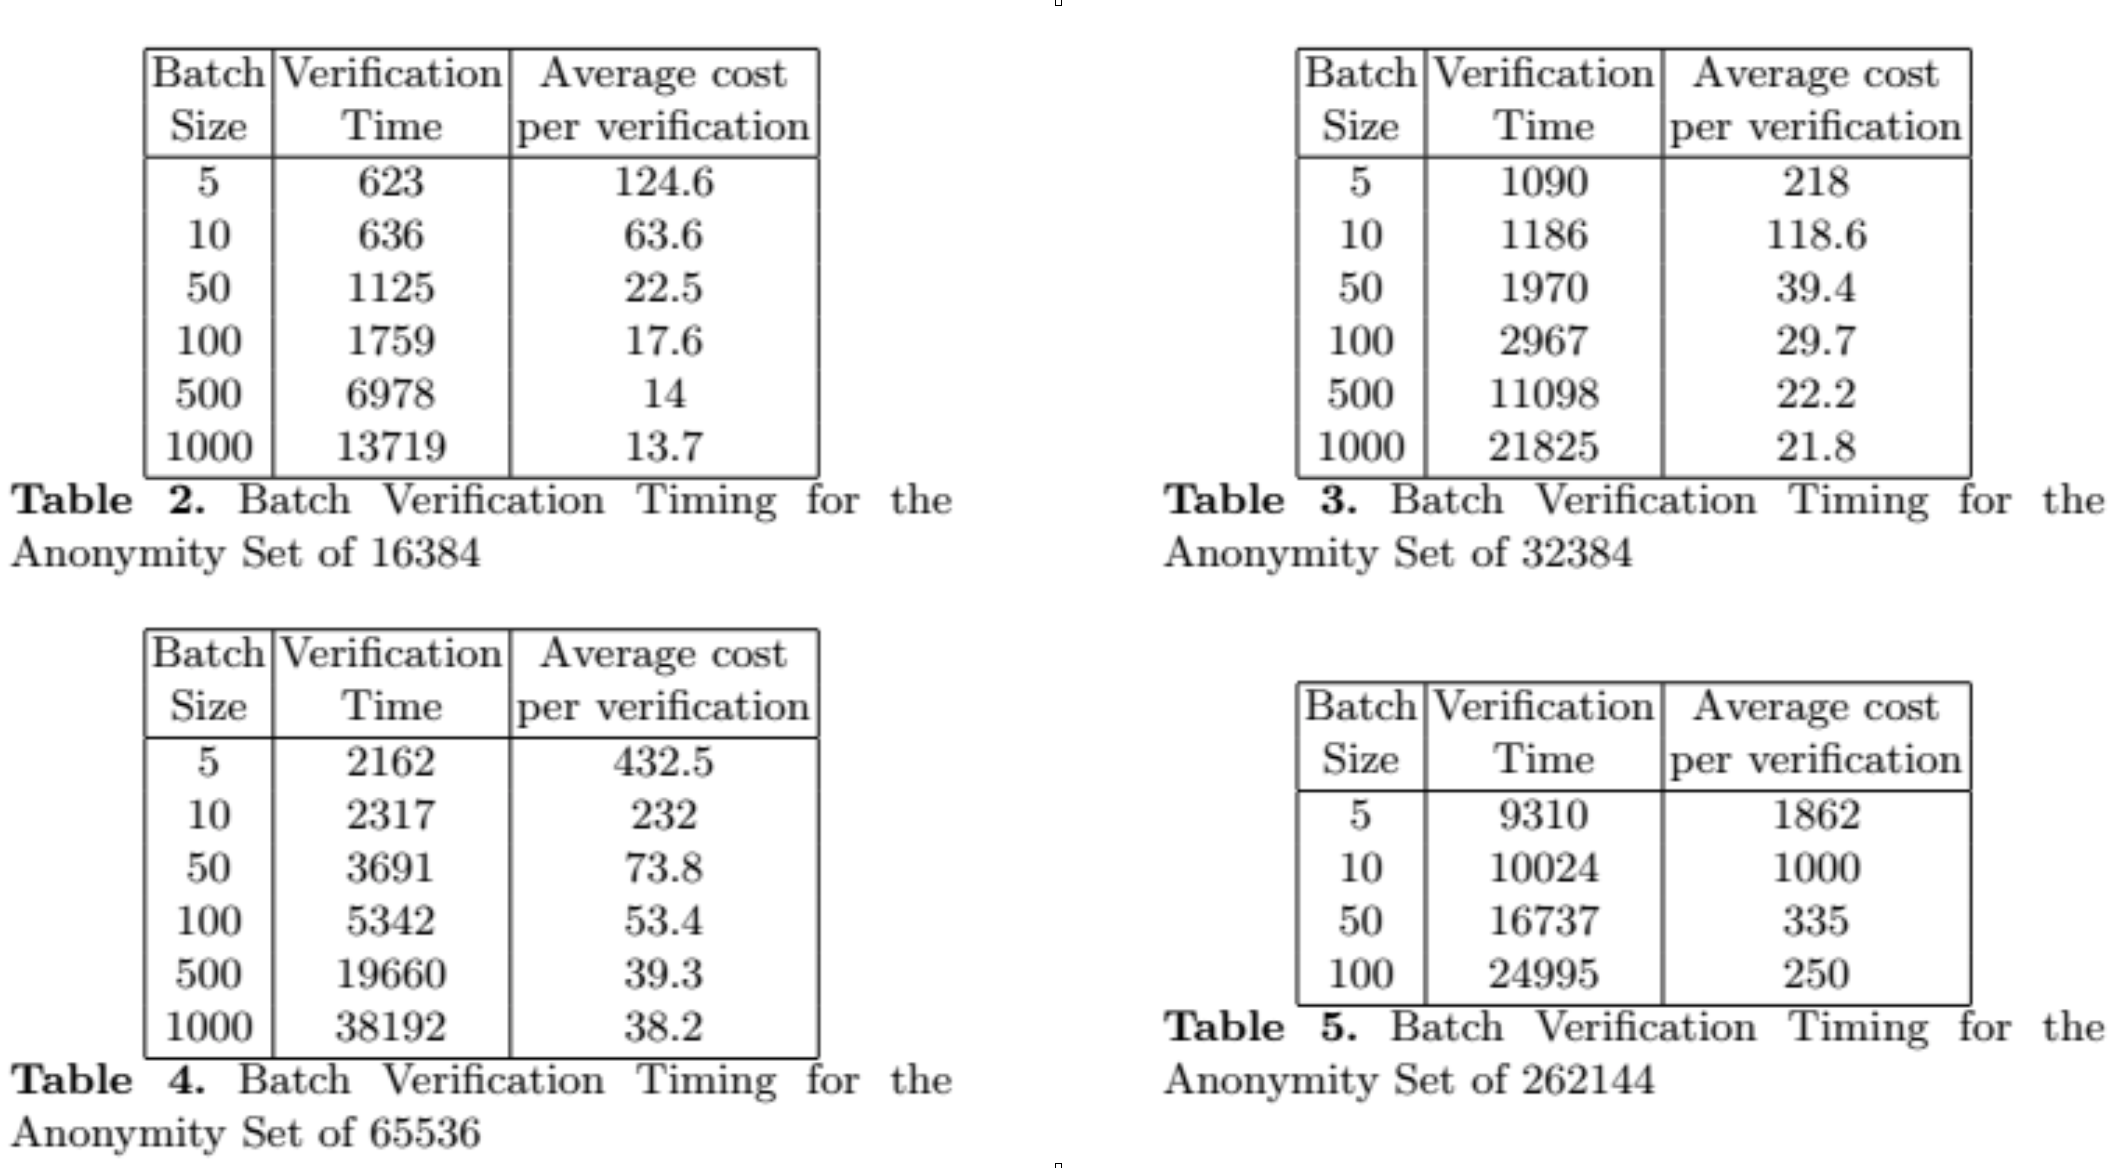 Batch Verification Average cost
Size Time per verification
5 623 124.6
10 636 63.6
50 1125 22.5
100 1759 17.6
500 6978 14
1000 13719 13.7
Table 2. Batch Verification Timing for the
Anonymity Set of 16384
Batch Verification Average cost
Size Time per verification
5 1090 218
10 1186 118.6
50 1970 39.4
100 2967 29.7
500 11098 22.2
1000 21825 21.8
Table 3. Batch Verification Timing for the
Anonymity Set of 32384
Batch Verification Average cost
Size Time per verification
5 2162 432.5
10 2317 232
50 3691 73.8
100 5342 53.4
500 19660 39.3
1000 38192 38.2
Table 4. Batch Verification Timing for the
Anonymity Set of 65536
Batch Verification Average cost
Size Time per verification
5 9310 1862
10 10024 1000
50 16737 335
100 24995 250
Table 5. Batch Verification Timing for the
Anonymity Set of 262144